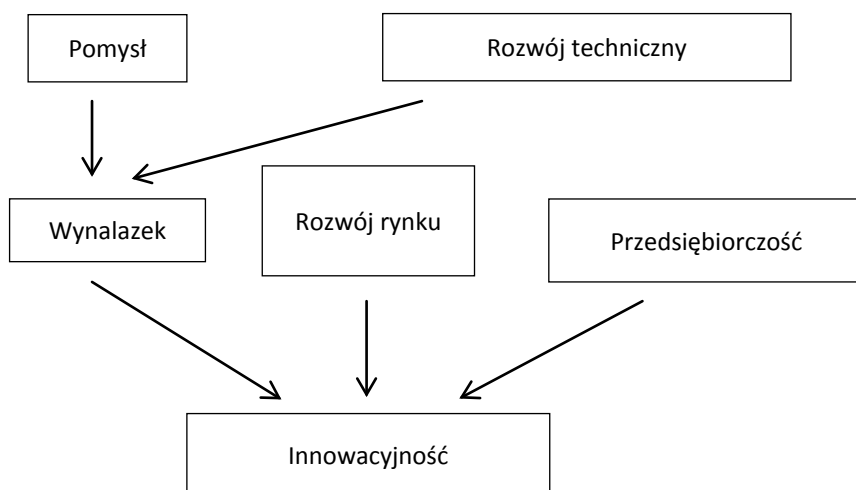 Pomysł
Rozwój techniczny
Wynalazek
Rozwój rynku
Przedsiębiorczość
Innowacyjność